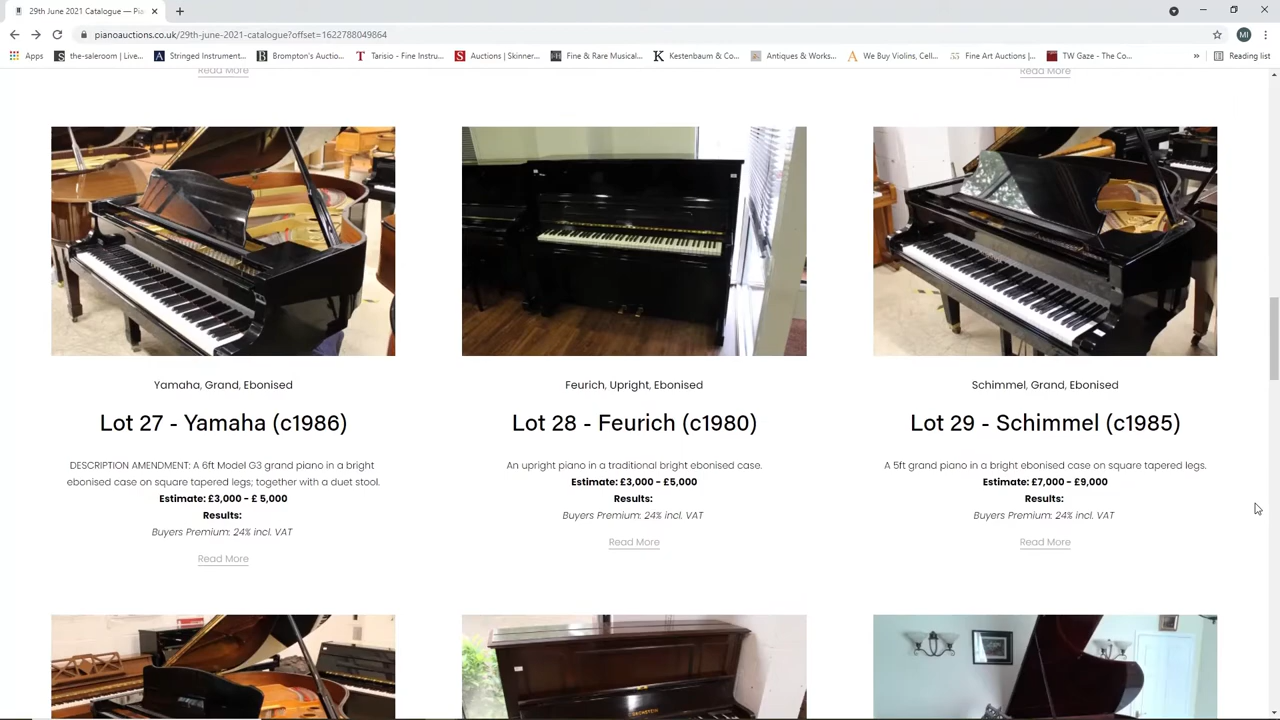 29th June 2021 Catalogue — Pia
MI
pianoauctions.co.uk/29th-june-2021-catalogue?offset=1622788049864
Apps
the-saleroom | Live...
Stringed Instrument...
Brompton's Auctio...
Tarisio - Fine Instru...
Auctions | Skinner...
Fine & Rare Musical...
Kestenbaum & Co...
Antiques & Works...
We Buy Violins, Cell...
Fine Art Auctions |...
TW Gaze - The Co...
»
Reading list
Read More
Read More
Yamaha, Grand, Ebonised
Lot 27 - Yamaha (c1986)
DESCRIPTION AMENDMENT: A 6ft Model G3 grand piano in a bright
ebonised case on square tapered legs; together with a duet stool.
Estimate: £3,000 - £ 5,000
Results:
Buyers Premium: 24% incl. VAT
Read More
Feurich, Upright, Ebonised
Lot 28 - Feurich (c1980)
An upright piano in a traditional bright ebonised case.
Estimate: £3,000 - £5,000
Results:
Buyers Premium: 24% incl. VAT
Read More
Schimmel, Grand, Ebonised
Lot 29 - Schimmel (c1985)
A 5ft grand piano in a bright ebonised case on square tapered legs.
Estimate: £7,000 - £9,000
Results:
Buyers Premium: 24% incl. VAT
Read More